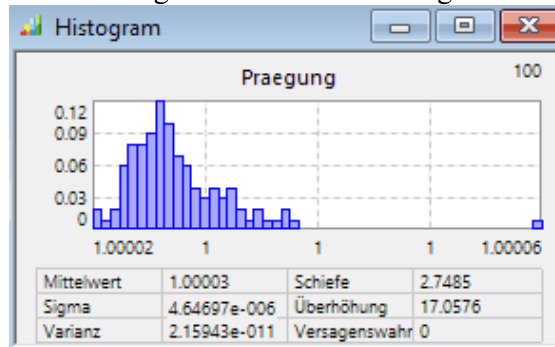 Histogram
Praegung
100
0.12
0.09
0.06
0.03
0
1.00002 1 1 1 1.00006
Mittelwert 1.00003 Schiefe 2.7485
Sigma 4.64697e-006 Überhöhung 17.0576
Varianz 2.15943e-011 Versagenswahr 0